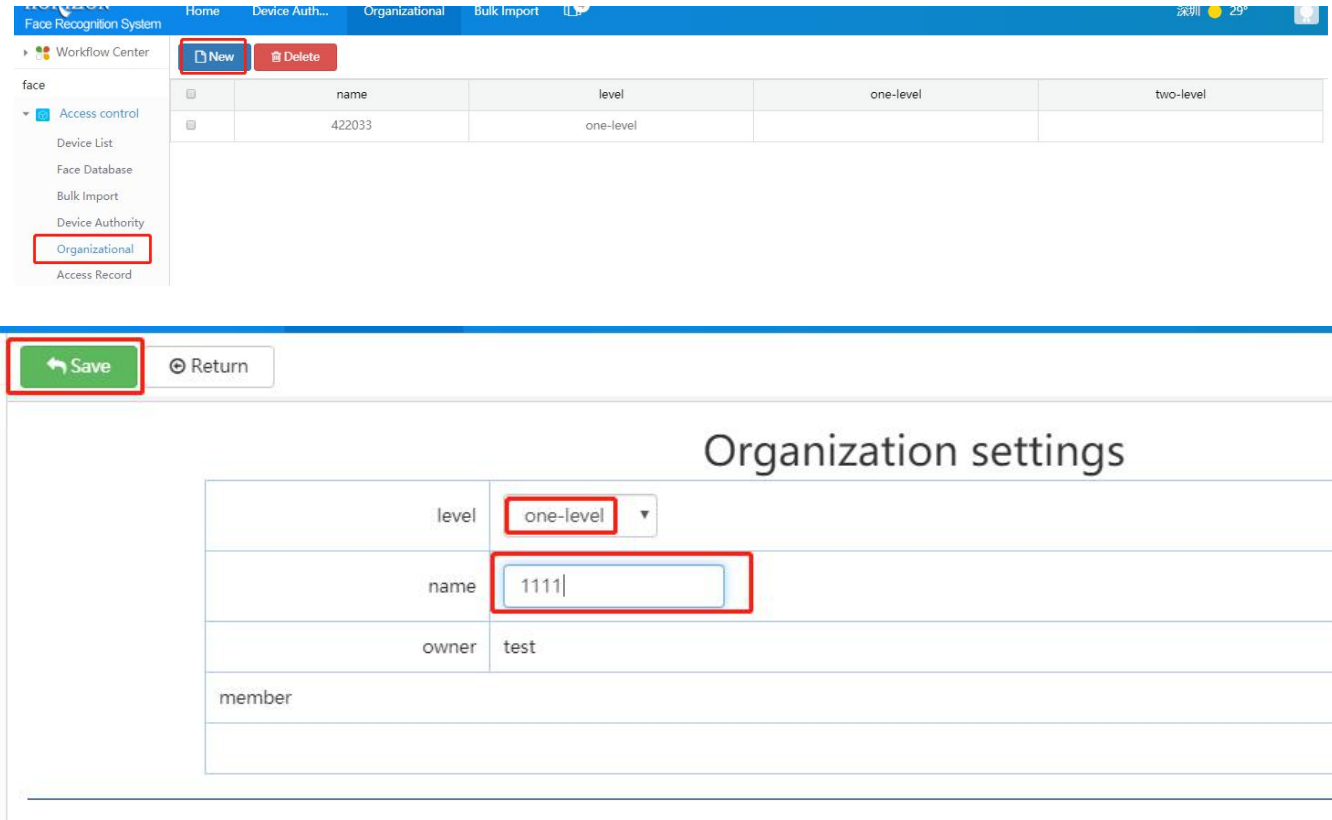 HORIZON
Face Recognition System
Home Device Auth... Organizational Bulk Import 深圳 29°
Workflow Center
New Delete
face
name level one-level two-level
Access control
422033 one-level
Device List
Face Database
Bulk Import
Device Authority
Organizational
Access Record
Save Return
Organization settings
level one-level
name 1111
owner test
member